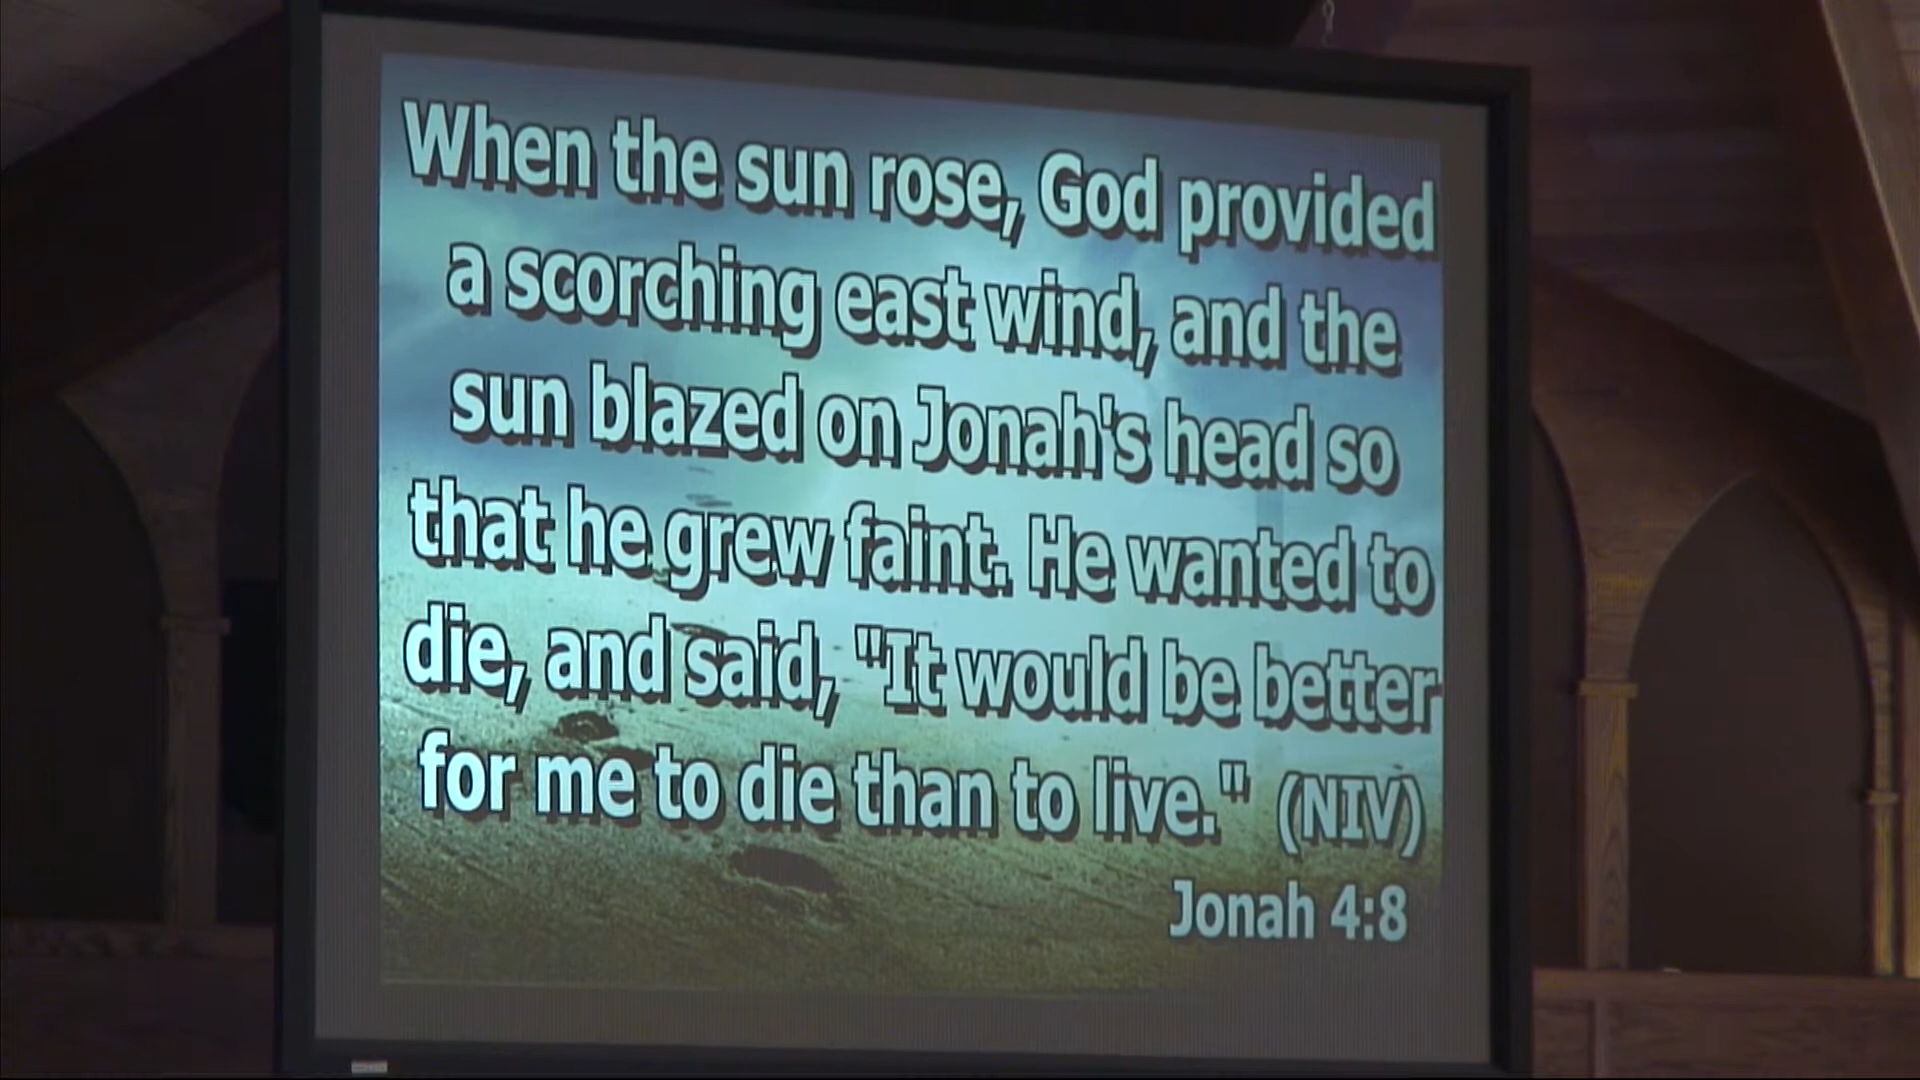 When the sun rose, God provided
a scorching east wind, and the
sun blazed on Jonah's head so
that he grew faint. He wanted to
die, and said, "It would be better
for me to die than to live." (NIV)
Jonah 4:8